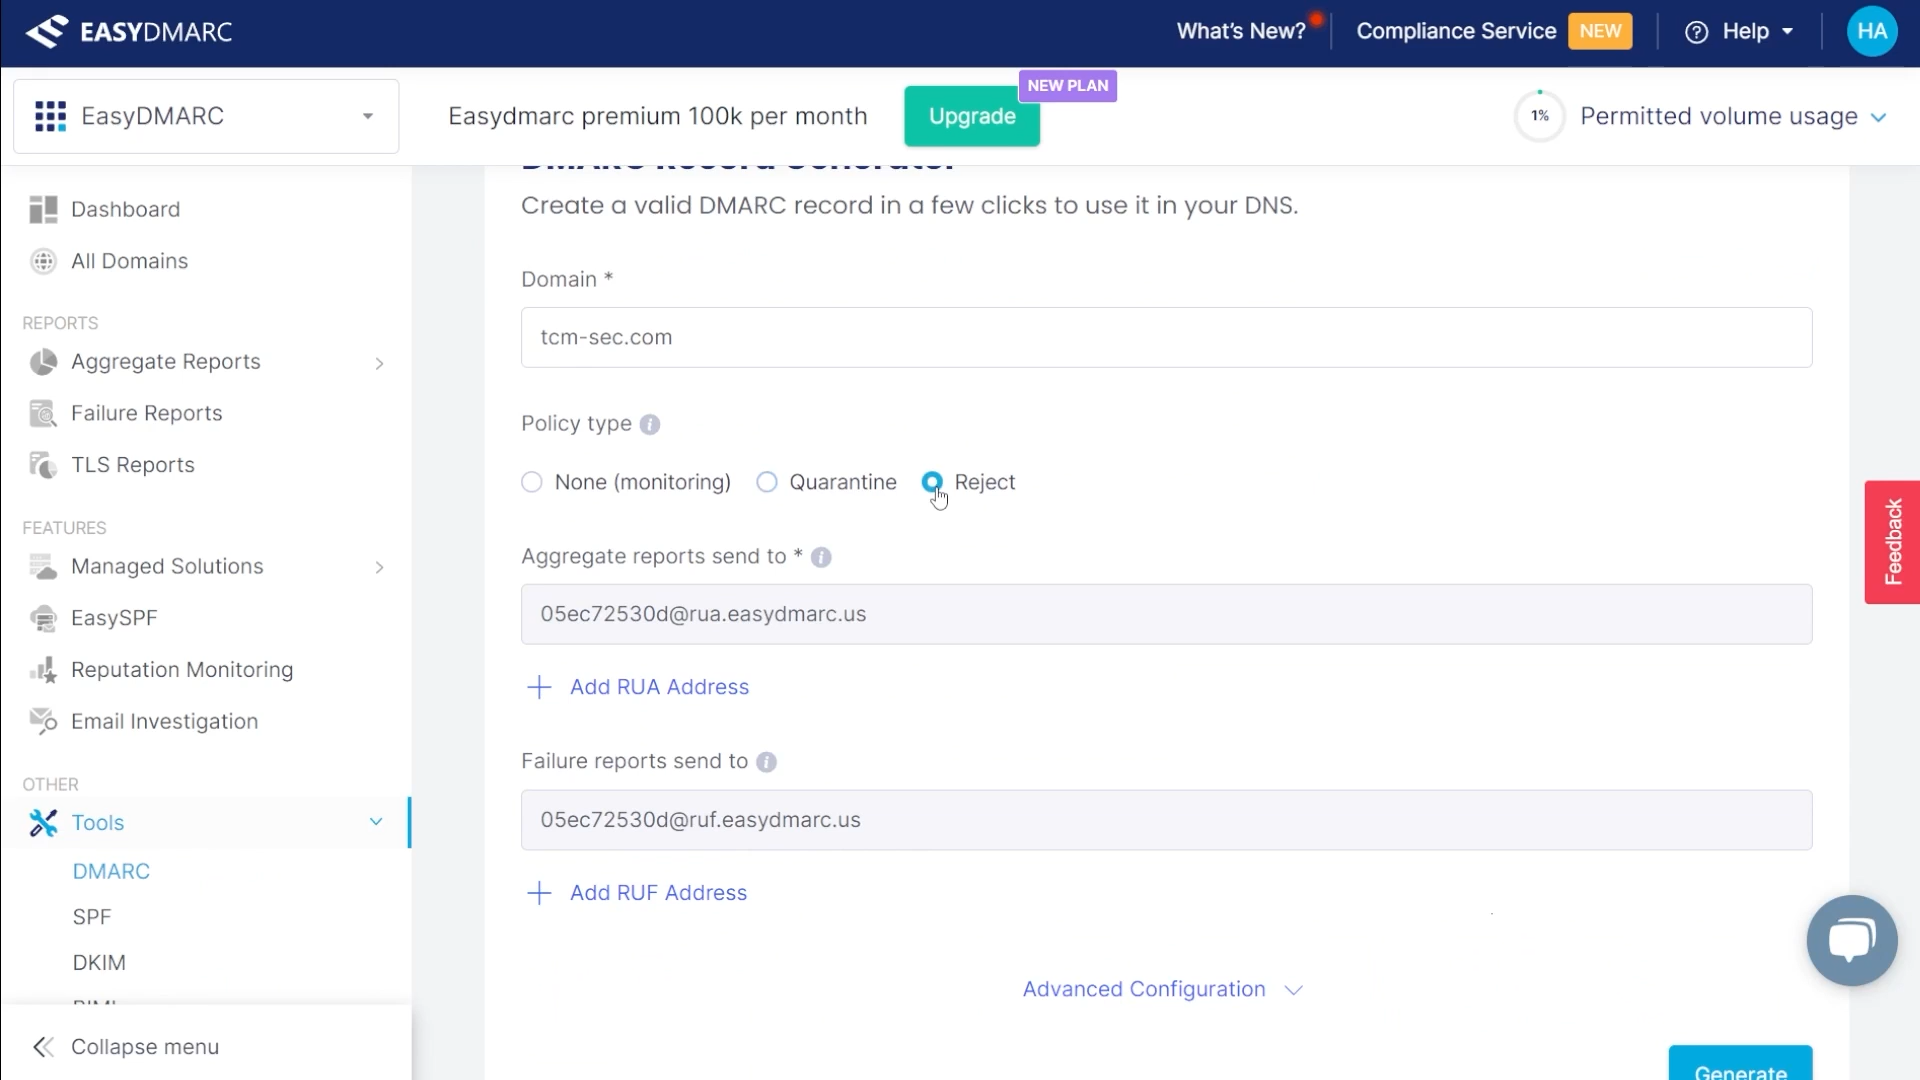 EASYDMARC
What's New?
Compliance Service NEW
Help
HA
EasyDMARC
Easydmarc premium 100k per month
Upgrade
NEW PLAN
1%
Permitted volume usage
Dashboard
All Domains
REPORTS
Aggregate Reports
Failure Reports
TLS Reports
FEATURES
Managed Solutions
EasySPF
Reputation Monitoring
Email Investigation
OTHER
Tools
DMARC
SPF
DKIM
BIMI
Collapse menu
DMARC Record Generator
Create a valid DMARC record in a few clicks to use it in your DNS.
Domain *
tcm-sec.com
Policy type
None (monitoring) Quarantine Reject
Aggregate reports send to *
05ec72530d@rua.easydmarc.us
Add RUA Address
Failure reports send to
05ec72530d@ruf.easydmarc.us
Add RUF Address
Advanced Configuration
Generate
Feedback